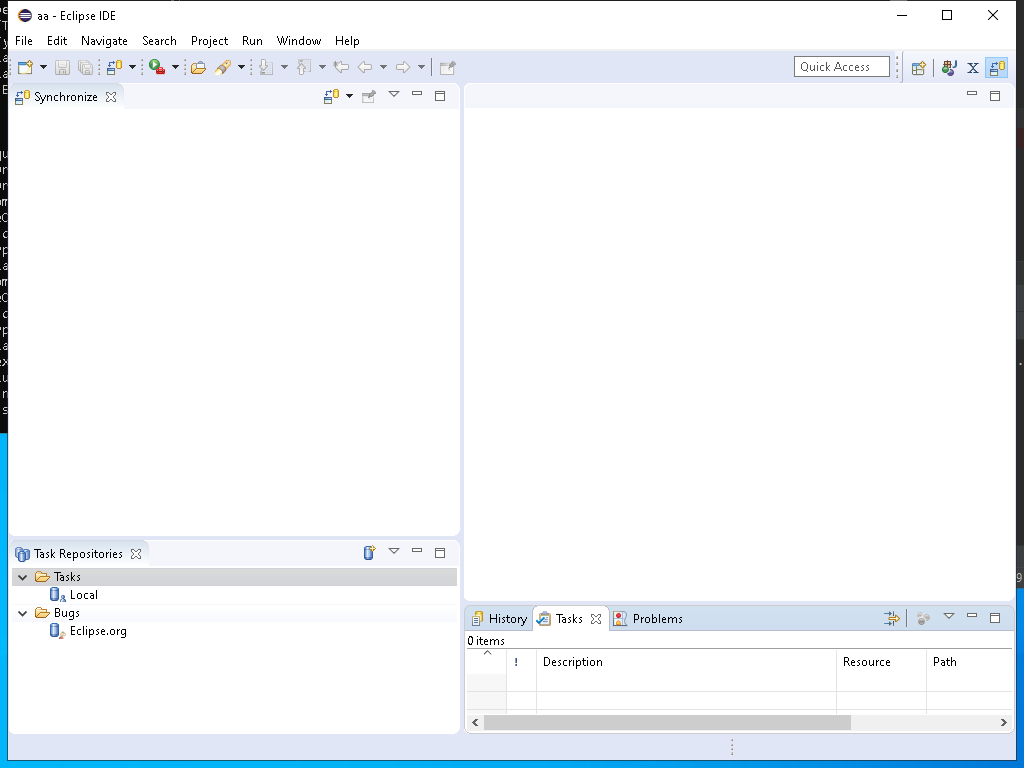 aa - Eclipse IDE
File Edit Navigate Search Project Run Window Help
Quick Access
Synchronize
Task Repositories
Tasks
Local
Bugs
Eclipse.org
History Tasks Problems
0 items
! Description Resource Path